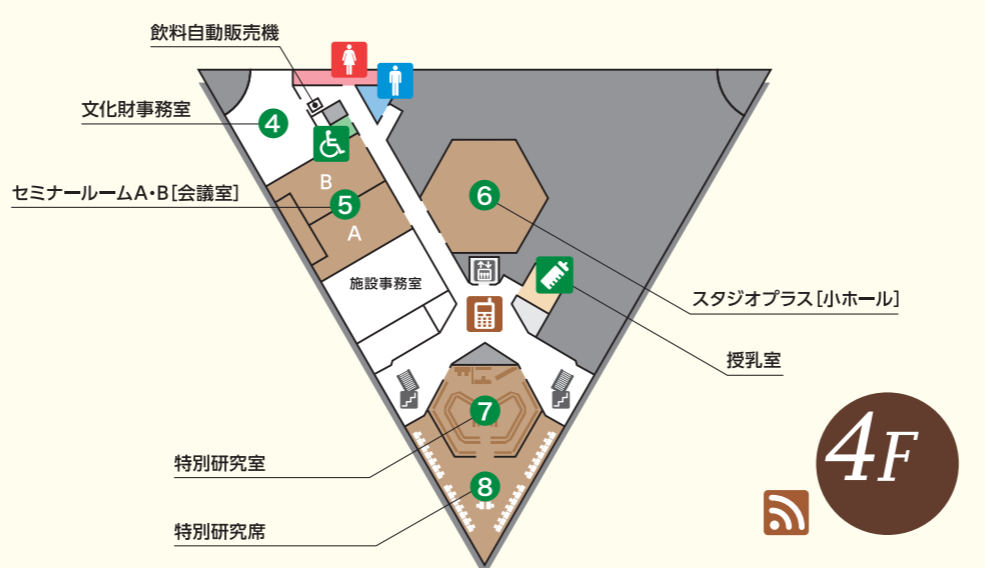 飲料自動販売機
文化財事務室
4
セミナールームA・B[会議室]
B
5
A
6
施設事務室
スタジオプラス[小ホール]
授乳室
7
特別研究室
8
特別研究席
4F